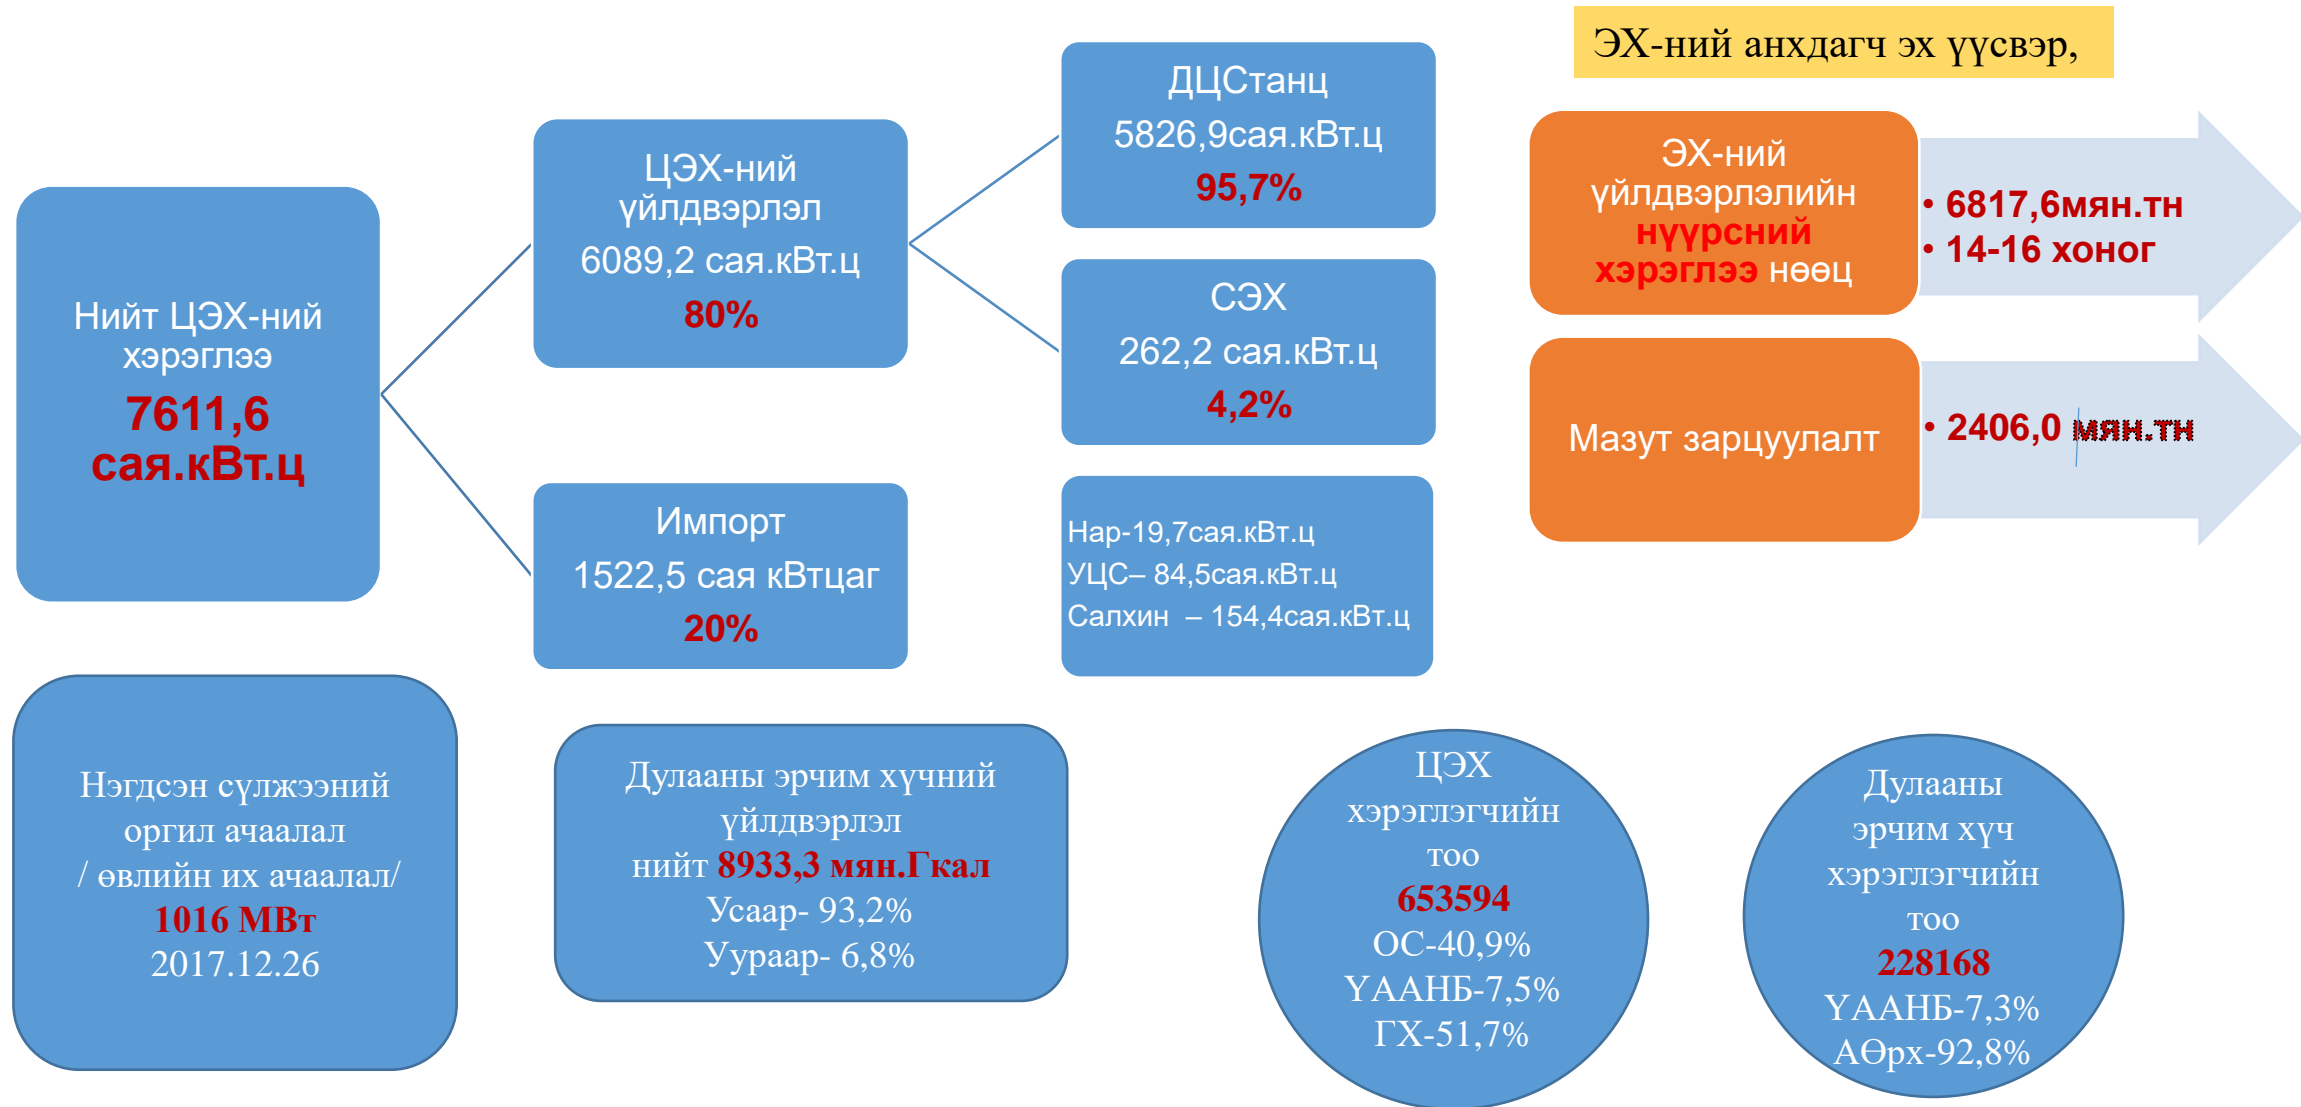 Нийт ЦЭХ-ний
хэрэглээ
7611,6
сая.кВт.ц
ЦЭХ-ний
үйлдвэрлэл
6089,2 сая.кВт.ц
80%
Импорт
1522,5 сая кВтцаг
20%
ДЦСтанц
5826,9сая.кВт.ц
95,7%
СЭХ
262,2 сая.кВт.ц
4,2%
Нар-19,7сая.кВт.ц
УЦС– 84,5сая.кВт.ц
Салхин – 154,4сая.кВт.ц
ЭХ-ний анхдагч эх үүсвэр,
ЭХ-ний
үйлдвэрлэлийн
нүүрсний
хэрэглээ нөөц
• 6817,6мян.тн
• 14-16 хоног
Мазут зарцуулалт
• 2406,0 мян.тн
Нэгдсэн сүлжээний
оргил ачаалал
/ өвлийн их ачаалал/
1016 МВт
2017.12.26
Дулааны эрчим хүчний
үйлдвэрлэл
нийт 8933,3 мян.Гкал
Усаар- 93,2%
Уураар- 6,8%
ЦЭХ
хэрэглэгчийн
тоо
653594
ОС-40,9%
ҮААНБ-7,5%
ГХ-51,7%
Дулааны
эрчим хүч
хэрэглэгчийн
тоо
228168
ҮААНБ-7,3%
АӨрх-92,8%